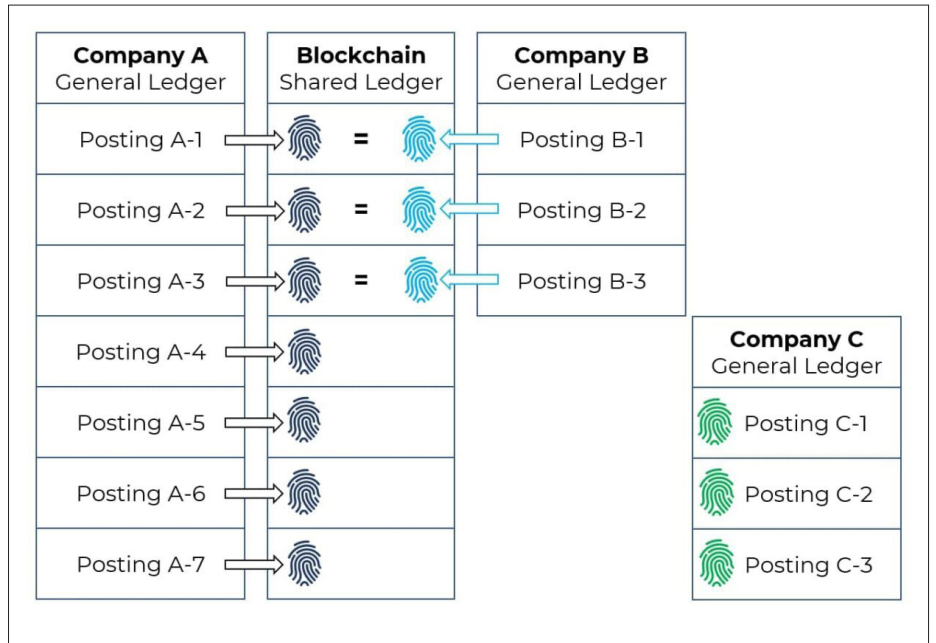 Company A
General Ledger
Posting A-1
Posting A-2
Posting A-3
Posting A-4
Posting A-5
Posting A-6
Posting A-7
Blockchain
Shared Ledger
=
=
=
Company B
General Ledger
Posting B-1
Posting B-2
Posting B-3
Company C
General Ledger
Posting C-1
Posting C-2
Posting C-3